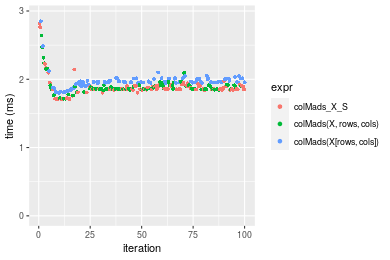 3
2
1
0
time (ms)
0
25
50
75
100
iteration
expr
colMads_X_S
colMads(X, rows, cols)
colMads(X[rows, cols])